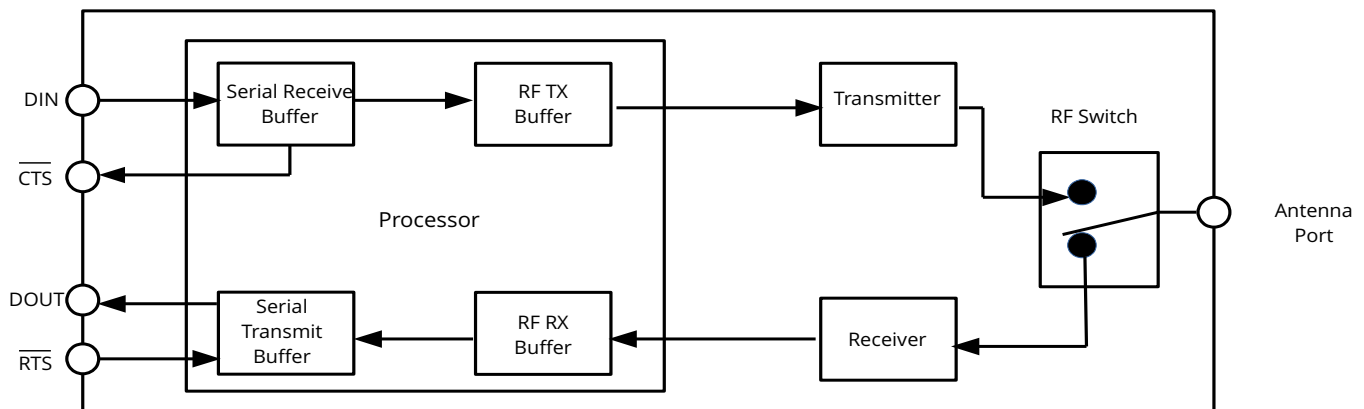 DIN
Serial Receive
Buffer
RF TX
Buffer
Transmitter
RF Switch
CTS
Processor
Antenna
Port
DOUT
Serial
Transmit
Buffer
RF RX
Buffer
Receiver
RTS